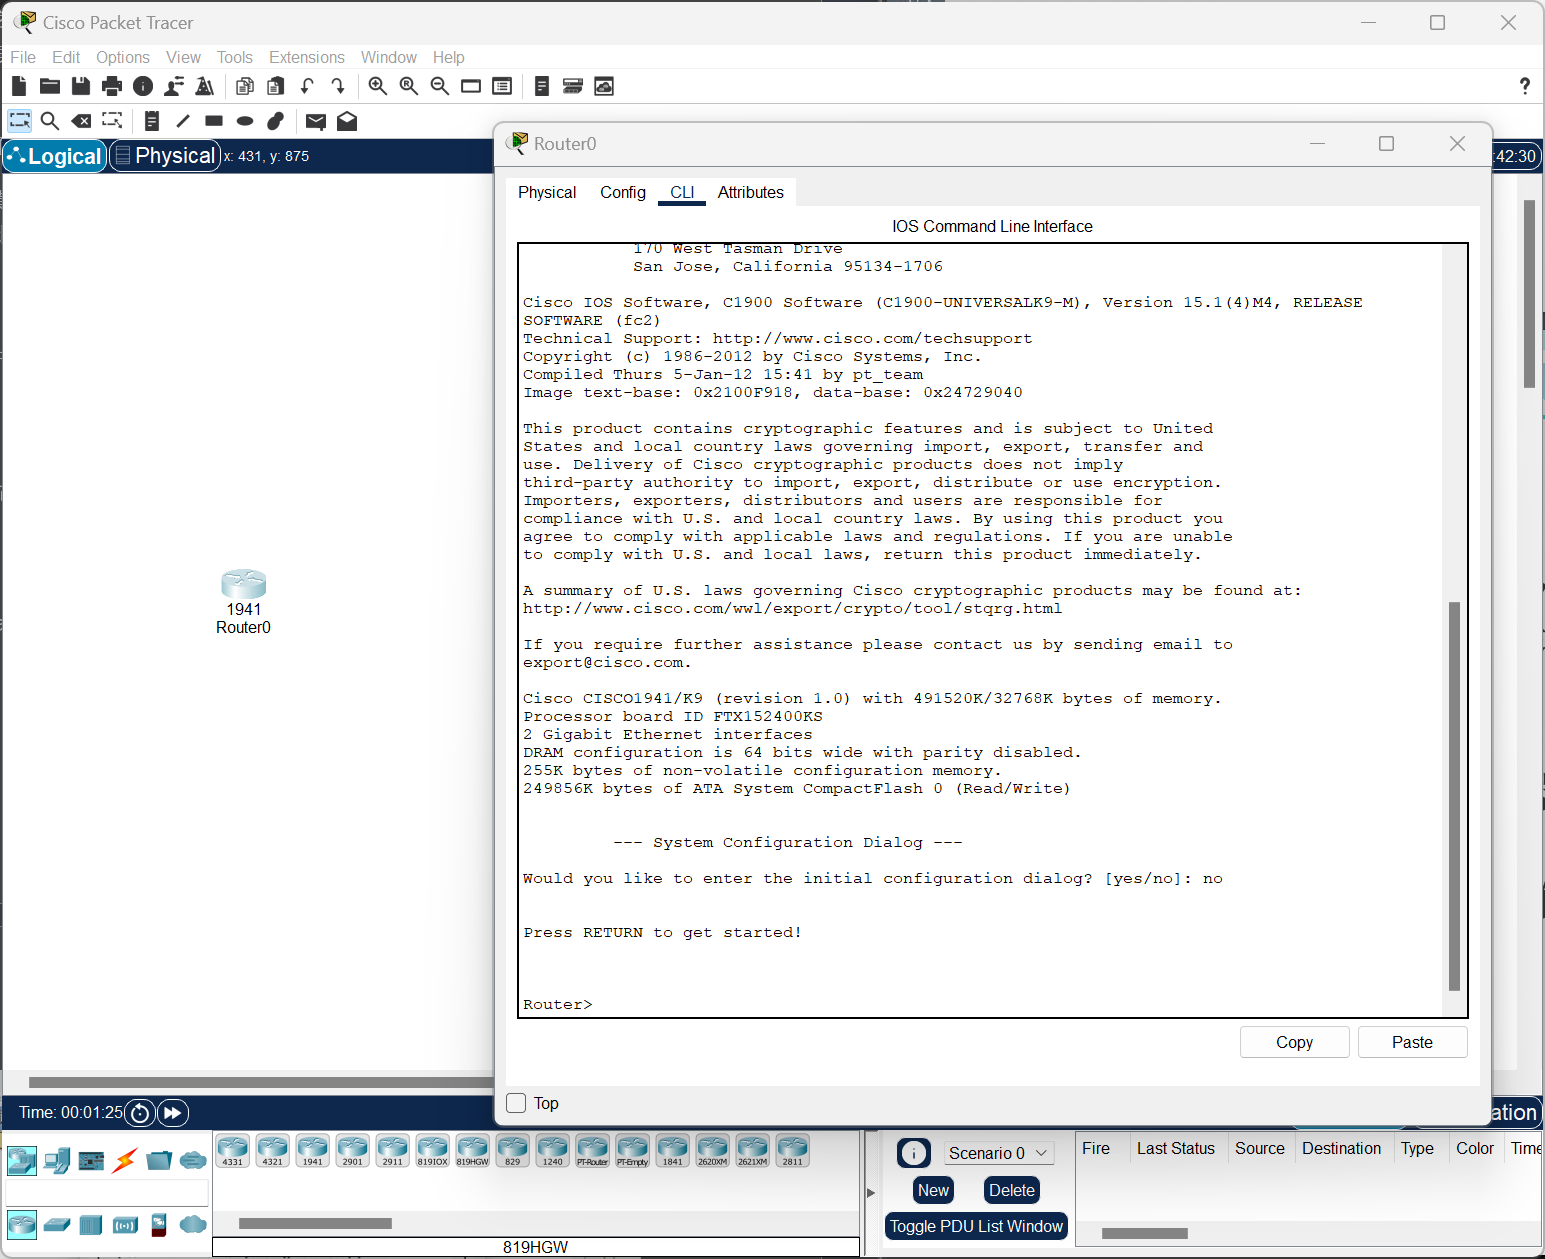 Cisco Packet Tracer
File Edit Options View Tools Extensions Window Help
?
Logical Physical x: 431, y: 875
:42:30
Router0
Physical Config CLI Attributes
IOS Command Line Interface
170 West Tasman Drive
San Jose, California 95134-1706
Cisco IOS Software, C1900 Software (C1900-UNIVERSALK9-M), Version 15.1(4)M4, RELEASE
SOFTWARE (fc2)
Technical Support: http://www.cisco.com/techsupport
Copyright (c) 1986-2012 by Cisco Systems, Inc.
Compiled Thurs 5-Jan-12 15:41 by pt_team
Image text-base: 0x2100F918, data-base: 0x24729040
This product contains cryptographic features and is subject to United
States and local country laws governing import, export, transfer and
use. Delivery of Cisco cryptographic products does not imply
third-party authority to import, export, distribute or use encryption.
Importers, exporters, distributors and users are responsible for
compliance with U.S. and local country laws. By using this product you
agree to comply with applicable laws and regulations. If you are unable
to comply with U.S. and local laws, return this product immediately.
A summary of U.S. laws governing Cisco cryptographic products may be found at:
http://www.cisco.com/wwl/export/crypto/tool/stqrg.html
If you require further assistance please contact us by sending email to
export@cisco.com.
Cisco CISCO1941/K9 (revision 1.0) with 491520K/32768K bytes of memory.
Processor board ID FTX152400KS
2 Gigabit Ethernet interfaces
DRAM configuration is 64 bits wide with parity disabled.
255K bytes of non-volatile configuration memory.
249856K bytes of ATA System CompactFlash 0 (Read/Write)
--- System Configuration Dialog ---
Would you like to enter the initial configuration dialog? [yes/no]: no
Press RETURN to get started!
Router>
Copy Paste
Top
1941
Router0
Time: 00:01:25
ation
4331 4321 1941 2901 2911 819IOX 819HGW 829 1240 PT-Router PT-Empty 1841 2620XM 2621XM 2811
819HGW
Scenario 0
New Delete
Toggle PDU List Window
Fire Last Status Source Destination Type Color Time